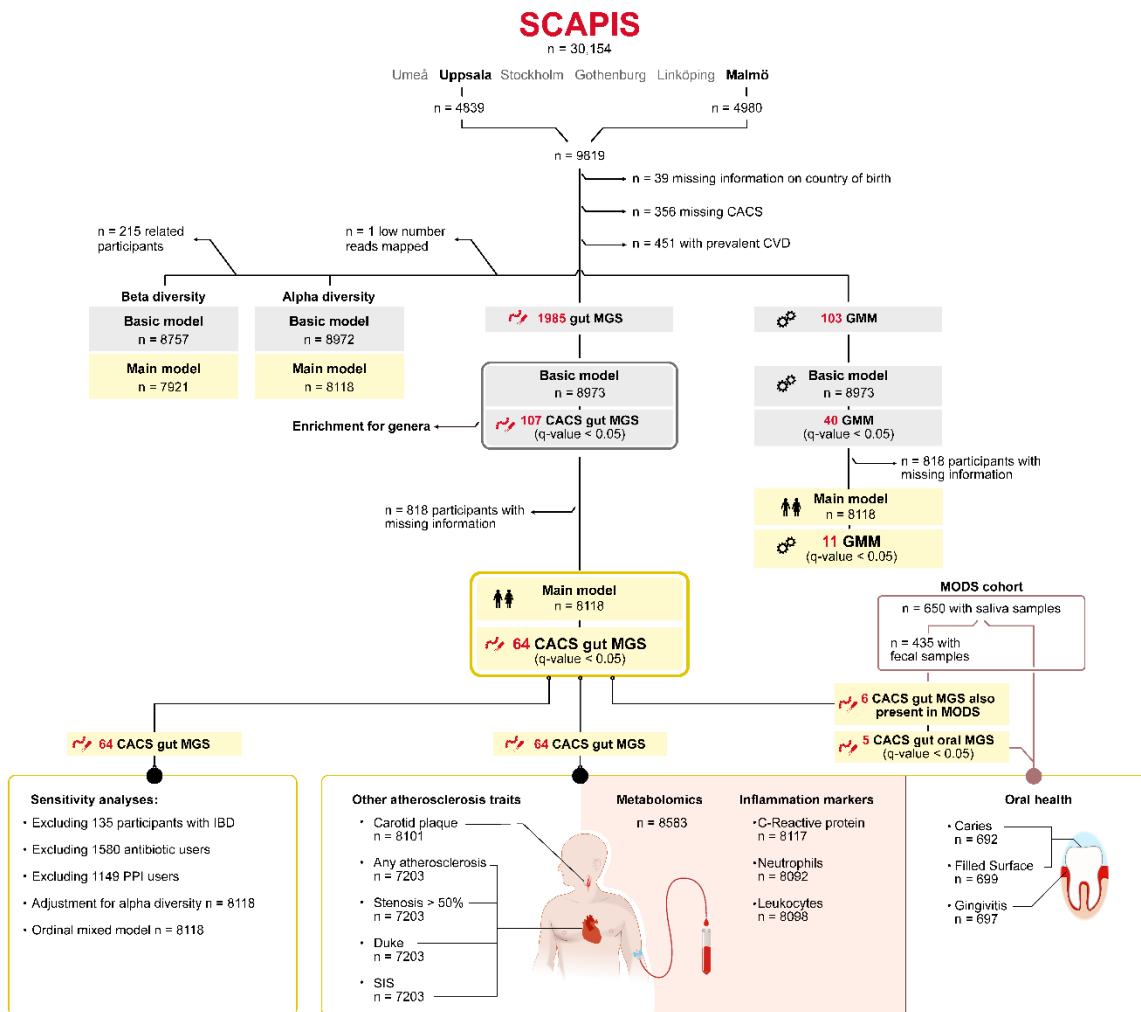 SCAPIS
n = 30,154
Umeå Uppsala Stockholm Gothenburg Linköping Malmö
n = 4839
n = 4980
n = 9819
n = 39 missing information on country of birth
n = 356 missing CACS
n = 451 with prevalent CVD
n = 215 related
participants
n = 1 low number
reads mapped
Beta diversity
Basic model
n = 8757
Main model
n = 7921
Alpha diversity
Basic model
n = 8972
Main model
n = 8118
1985 gut MGS
Basic model
n = 8973
107 CACS gut MGS
(q-value < 0.05)
Enrichment for genera
103 GMM
Basic model
n = 8973
40 GMM
(q-value < 0.05)
n = 818 participants with
missing information
Main model
n = 8118
11 GMM
(q-value < 0.05)
n = 818 participants with
missing information
Main model
n = 8118
64 CACS gut MGS
(q-value < 0.05)
MODS cohort
n = 650 with saliva samples
n = 435 with
fecal samples
6 CACS gut MGS also
present in MODS
5 CACS gut oral MGS
(q-value < 0.05)
64 CACS gut MGS
64 CACS gut MGS
Sensitivity analyses:
• Excluding 135 participants with IBD
• Excluding 1580 antibiotic users
• Excluding 1149 PPI users
• Adjustment for alpha diversity n = 8118
• Ordinal mixed model n = 8118
Other atherosclerosis traits
• Carotid plaque
n = 8101
• Any atherosclerosis
n = 7203
• Stenosis > 50%
n = 7203
• Duke
n = 7203
• SIS
n = 7203
Metabolomics
n = 8583
Inflammation markers
• C-Reactive protein
n = 8117
• Neutrophils
n = 8092
• Leukocytes
n = 8098
Oral health
• Caries
n = 692
• Filled Surface
n = 699
• Gingivitis
n = 697